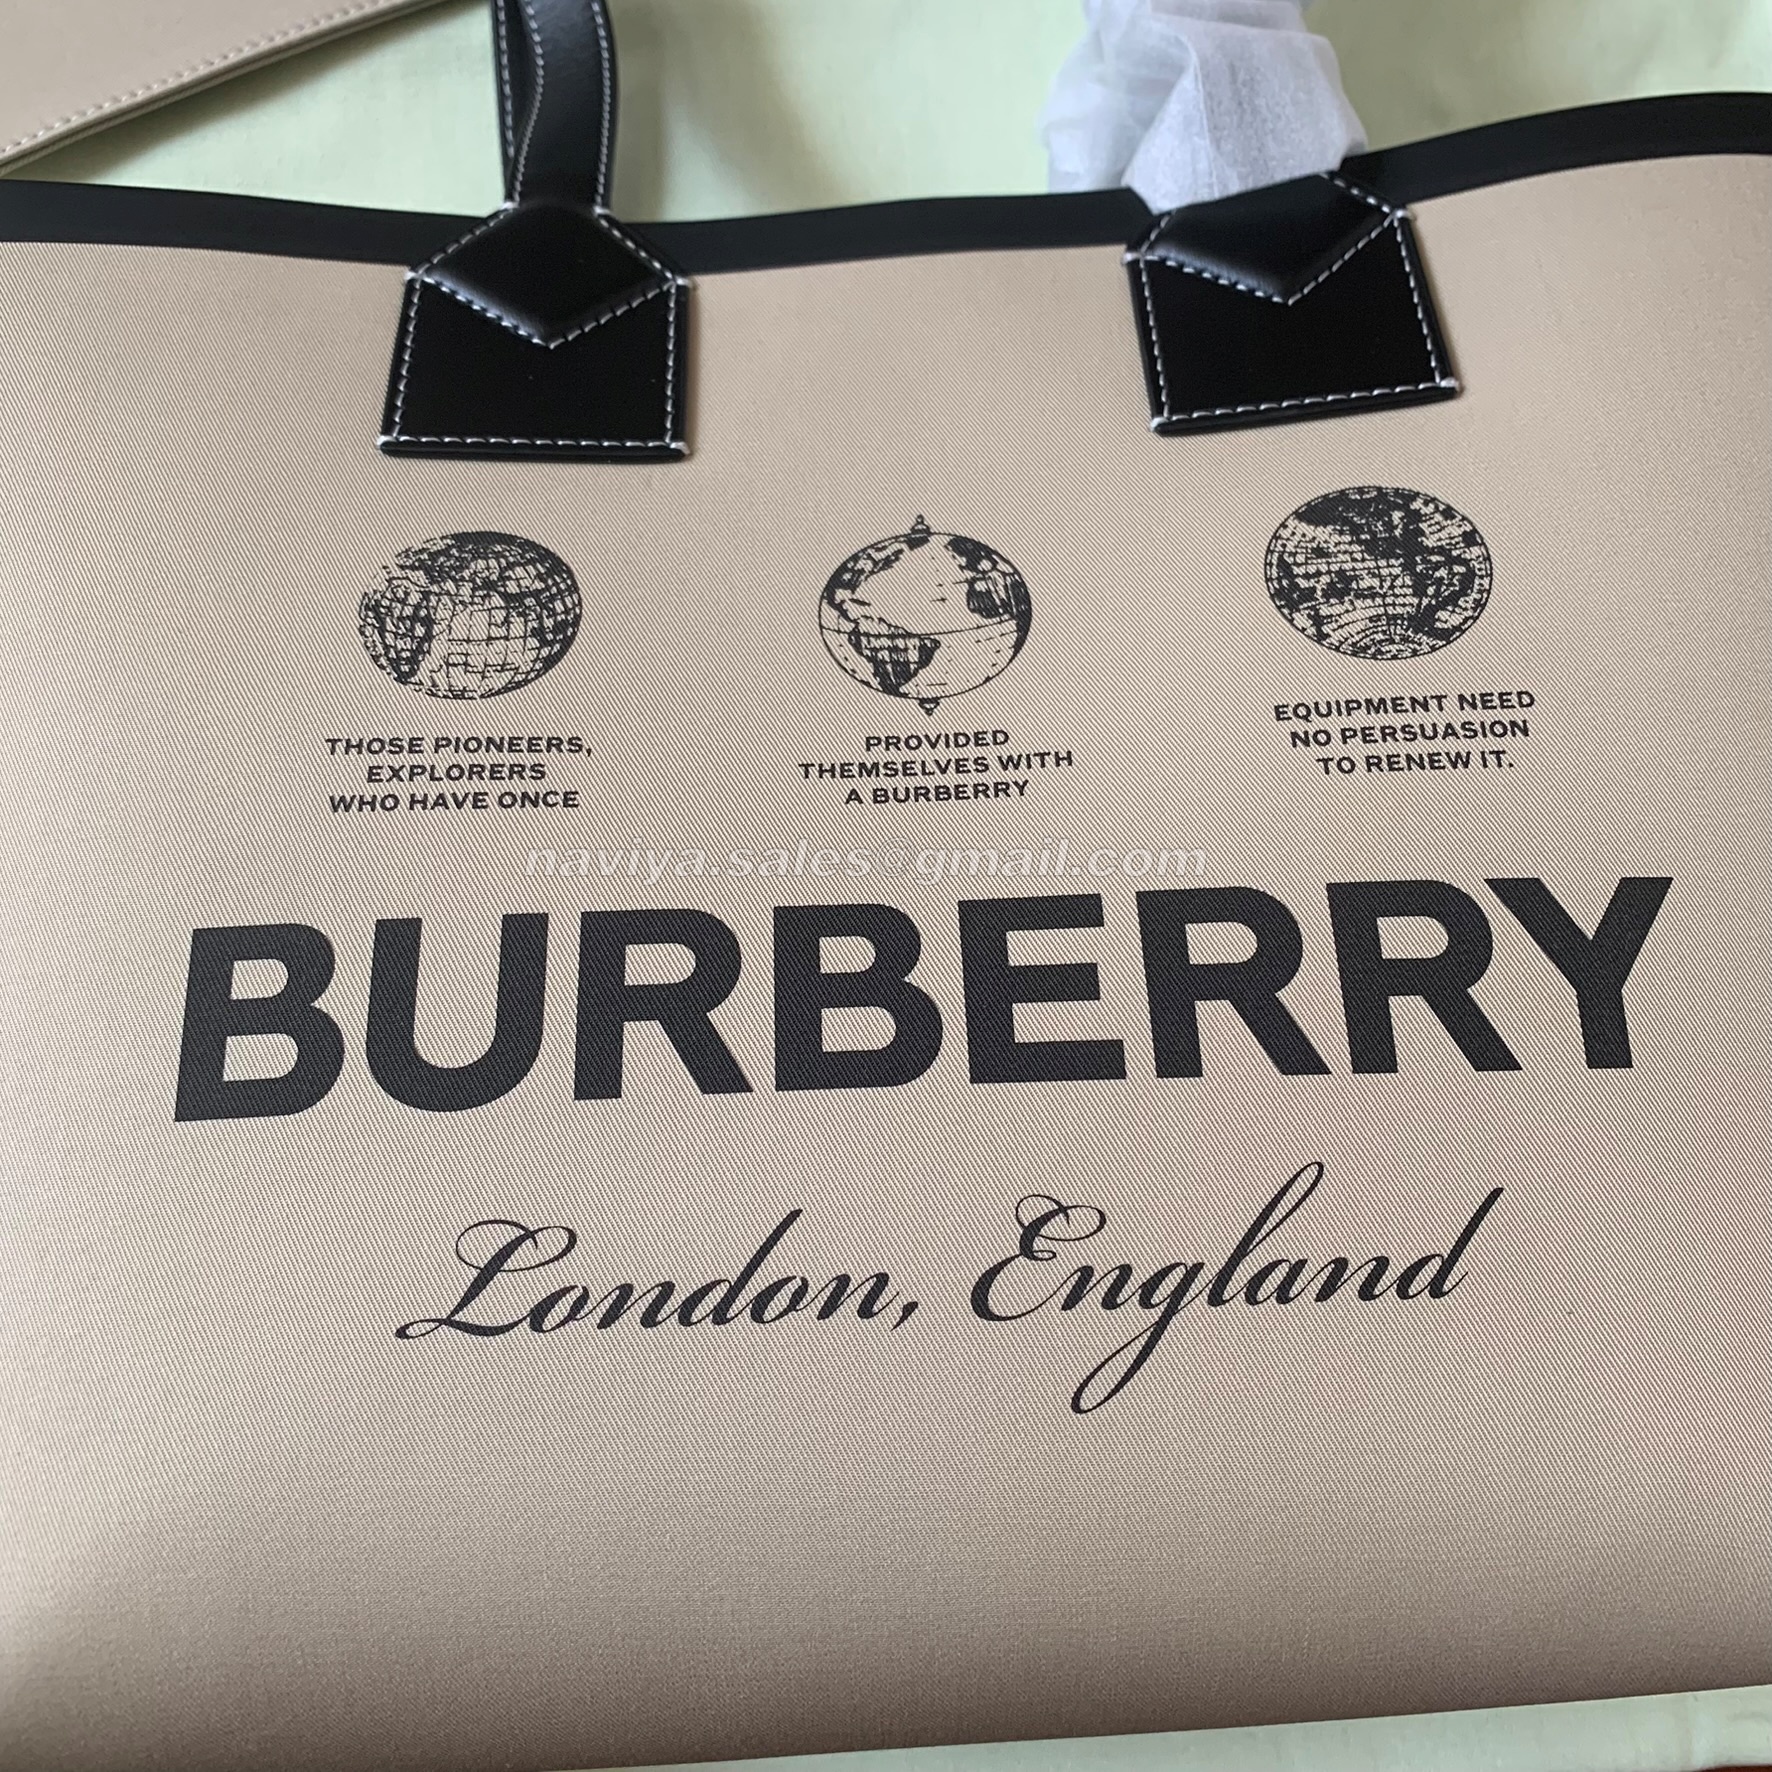 THOSE PIONEERS,
EXPLORERS
WHO HAVE ONCE
PROVIDED
THEMSELVES WITH
A BURBERRY
EQUIPMENT NEED
NO PERSUASION
TO RENEW IT.
naviya.sales@gmail.com
BURBERRY
London, England